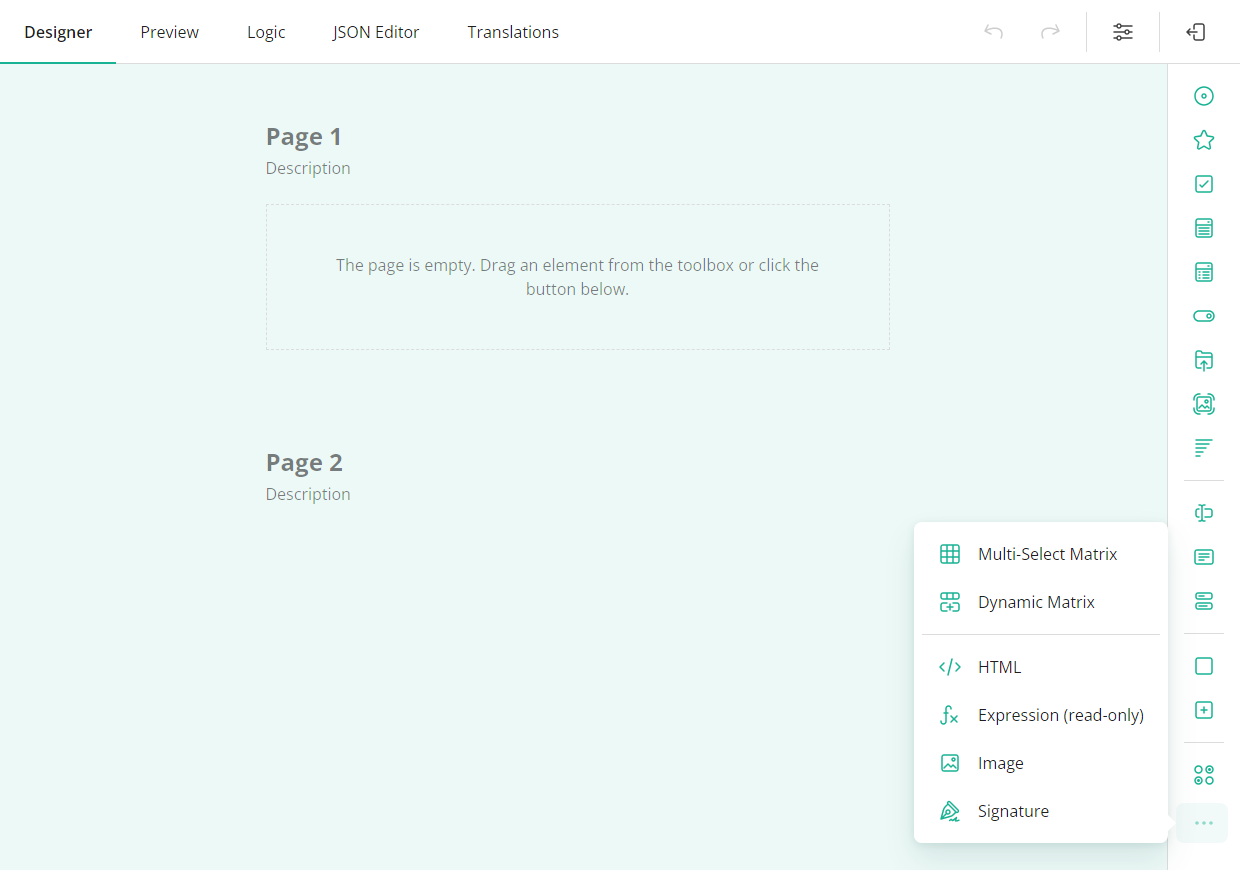 Designer
Preview
Logic
JSON Editor
Translations
Page 1
Description
The page is empty. Drag an element from the toolbox or click the
button below.
Page 2
Description
Multi-Select Matrix
Dynamic Matrix
HTML
Expression (read-only)
Image
Signature